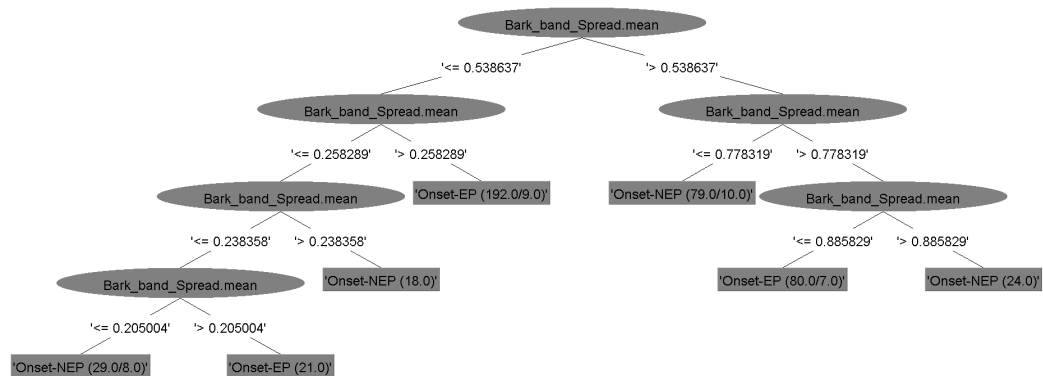 Bark_band_Spread.mean
'<= 0.538637'
'> 0.538637'
Bark_band_Spread.mean
Bark_band_Spread.mean
'<= 0.258289'
'> 0.258289'
'<= 0.778319'
'> 0.778319'
Bark_band_Spread.mean
'Onset-EP (192.0/9.0)'
'Onset-NEP (79.0/10.0)'
Bark_band_Spread.mean
'<= 0.238358'
'> 0.238358'
'<= 0.885829'
'> 0.885829'
Bark_band_Spread.mean
'Onset-NEP (18.0)'
'Onset-EP (80.0/7.0)'
'Onset-NEP (24.0)'
'<= 0.205004'
'> 0.205004'
'Onset-NEP (29.0/8.0)'
'Onset-EP (21.0)'